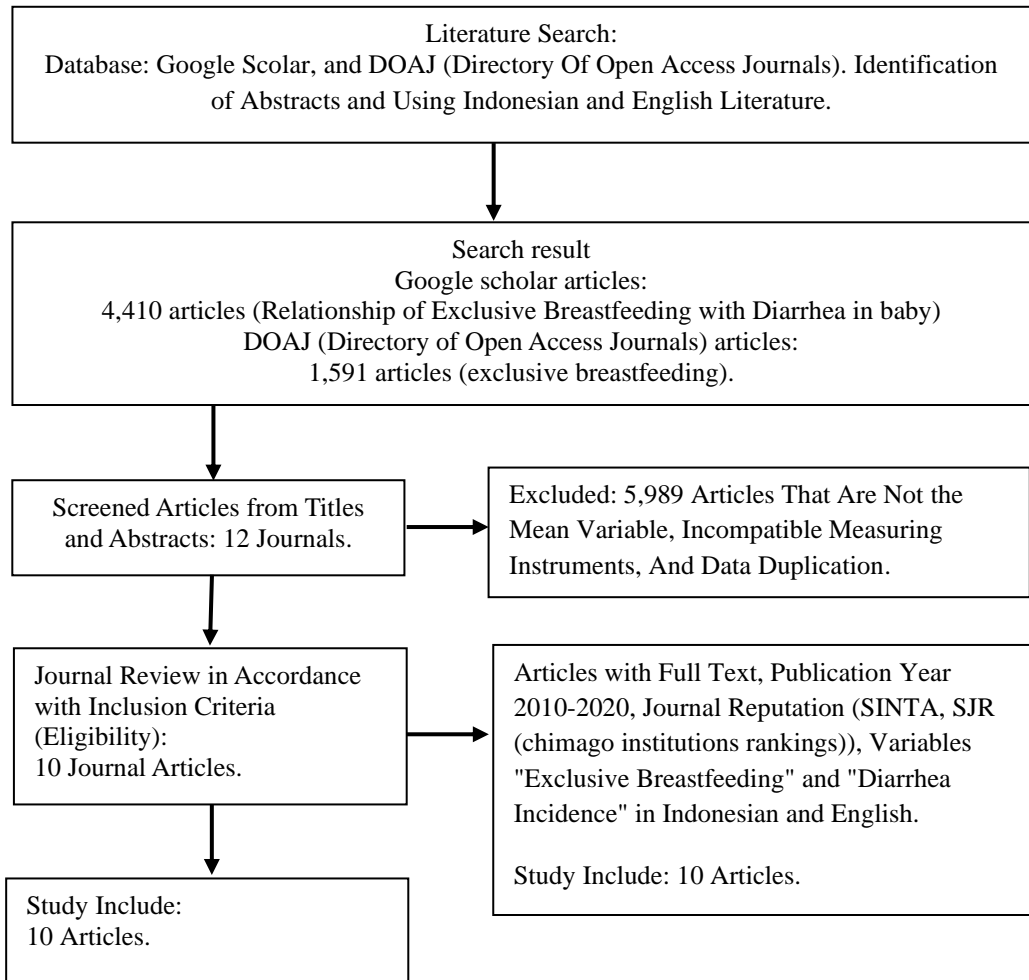 Literature Search:
Database: Google Scolar, and DOAJ (Directory Of Open Access Journals). Identification
of Abstracts and Using Indonesian and English Literature.
Search result
Google scholar articles:
4,410 articles (Relationship of Exclusive Breastfeeding with Diarrhea in baby)
DOAJ (Directory of Open Access Journals) articles:
1,591 articles (exclusive breastfeeding).
Screened Articles from Titles
and Abstracts: 12 Journals.
Excluded: 5,989 Articles That Are Not the
Mean Variable, Incompatible Measuring
Instruments, And Data Duplication.
Journal Review in Accordance
with Inclusion Criteria
(Eligibility):
10 Journal Articles.
Articles with Full Text, Publication Year
2010-2020, Journal Reputation (SINTA, SJR
(chimago institutions rankings)), Variables
"Exclusive Breastfeeding" and "Diarrhea
Incidence" in Indonesian and English.
Study Include: 10 Articles.
Study Include:
10 Articles.